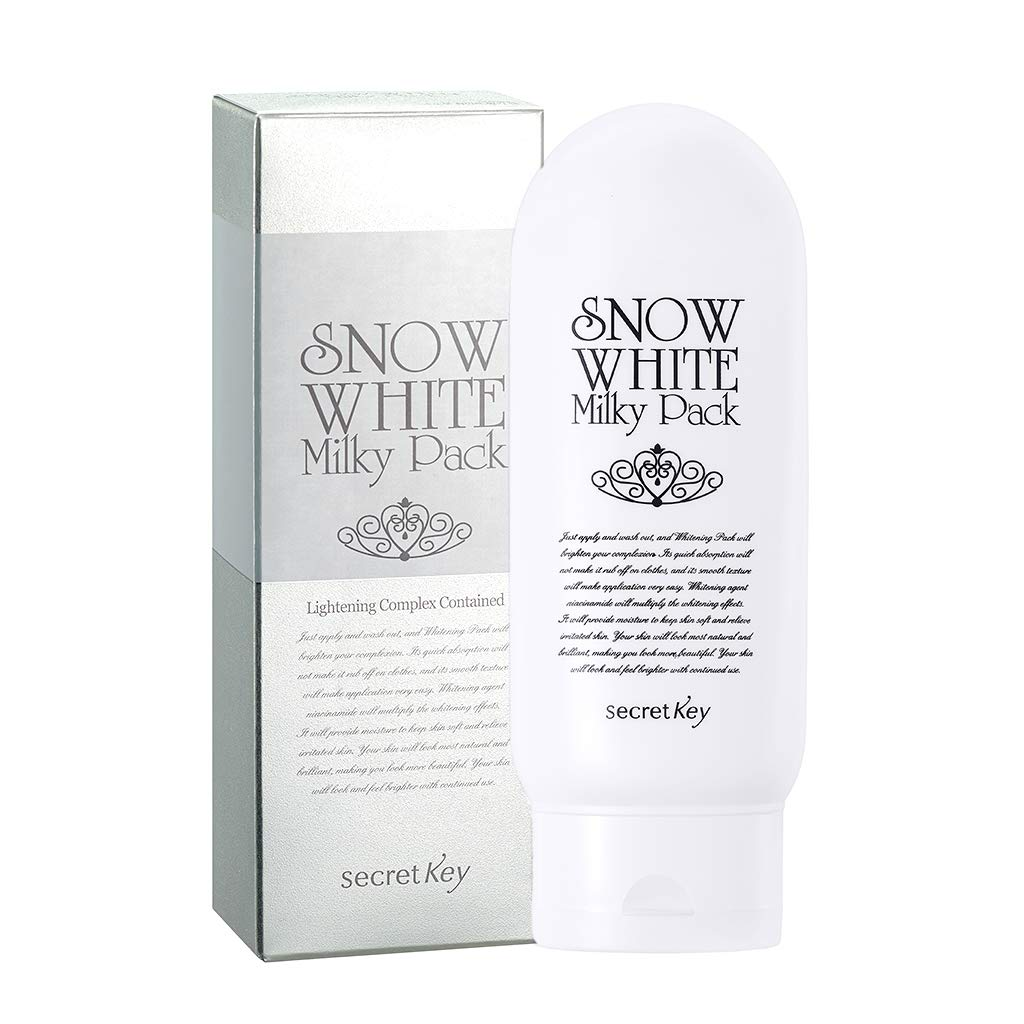 SNOW
WHITE
Milky Pack
Lightening Complex Contained
Just apply and wash out, and Whitening Pack will
brighten your complexion. Its quick absorption will
not make it rub off on clothes, and its smooth texture
will make application very easy. Whitening agent
niacinamide will multiply the whitening effects.
It will provide moisture to keep skin soft and relieve
irritated skin. Your skin will look most natural and
brilliant, making you look more beautiful. Your skin
will look and feel brighter with continued use.
secret Key
SNOW
WHITE
Milky Pack
Just apply and wash out, and Whitening Pack will
brighten your complexion. Its quick absorption will
not make it rub off on clothes, and its smooth texture
will make application very easy. Whitening agent
niacinamide will multiply the whitening effects.
It will provide moisture to keep skin soft and relieve
irritated skin. Your skin will look most natural and
brilliant, making you look more beautiful. Your skin
will look and feel brighter with continued use.
secret Key